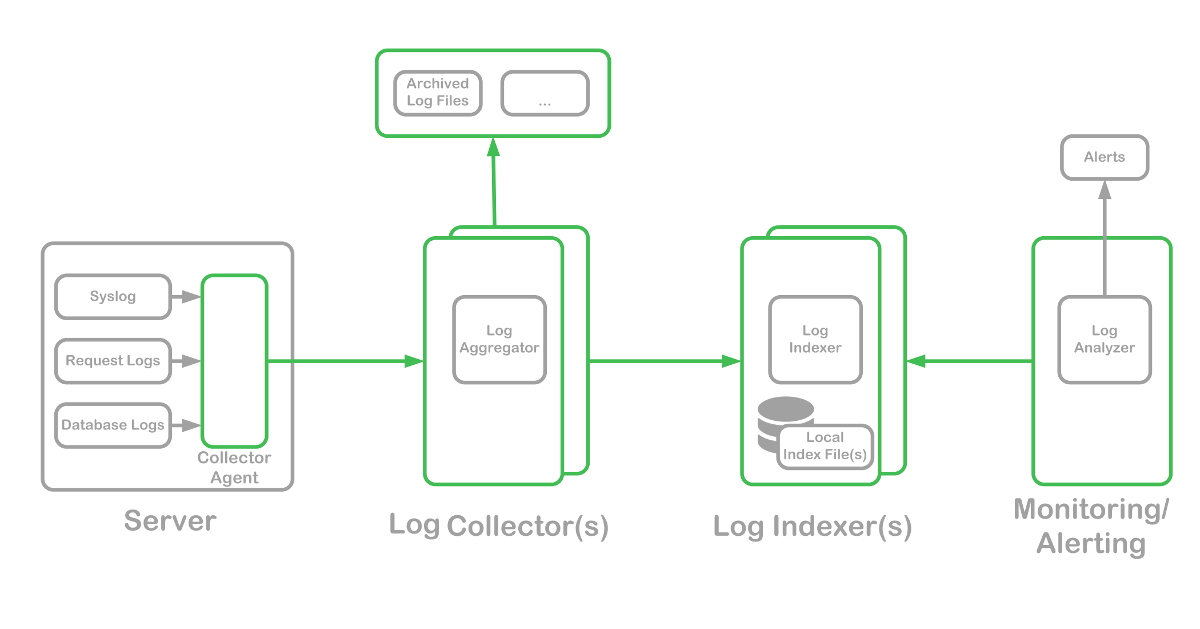 Archived
Log Files
...
Alerts
Syslog
Request Logs
Database Logs
Collector
Agent
Server
Log
Aggregator
Log Collector(s)
Log
Indexer
Local
Index File(s)
Log Indexer(s)
Log
Analyzer
Monitoring/
Alerting